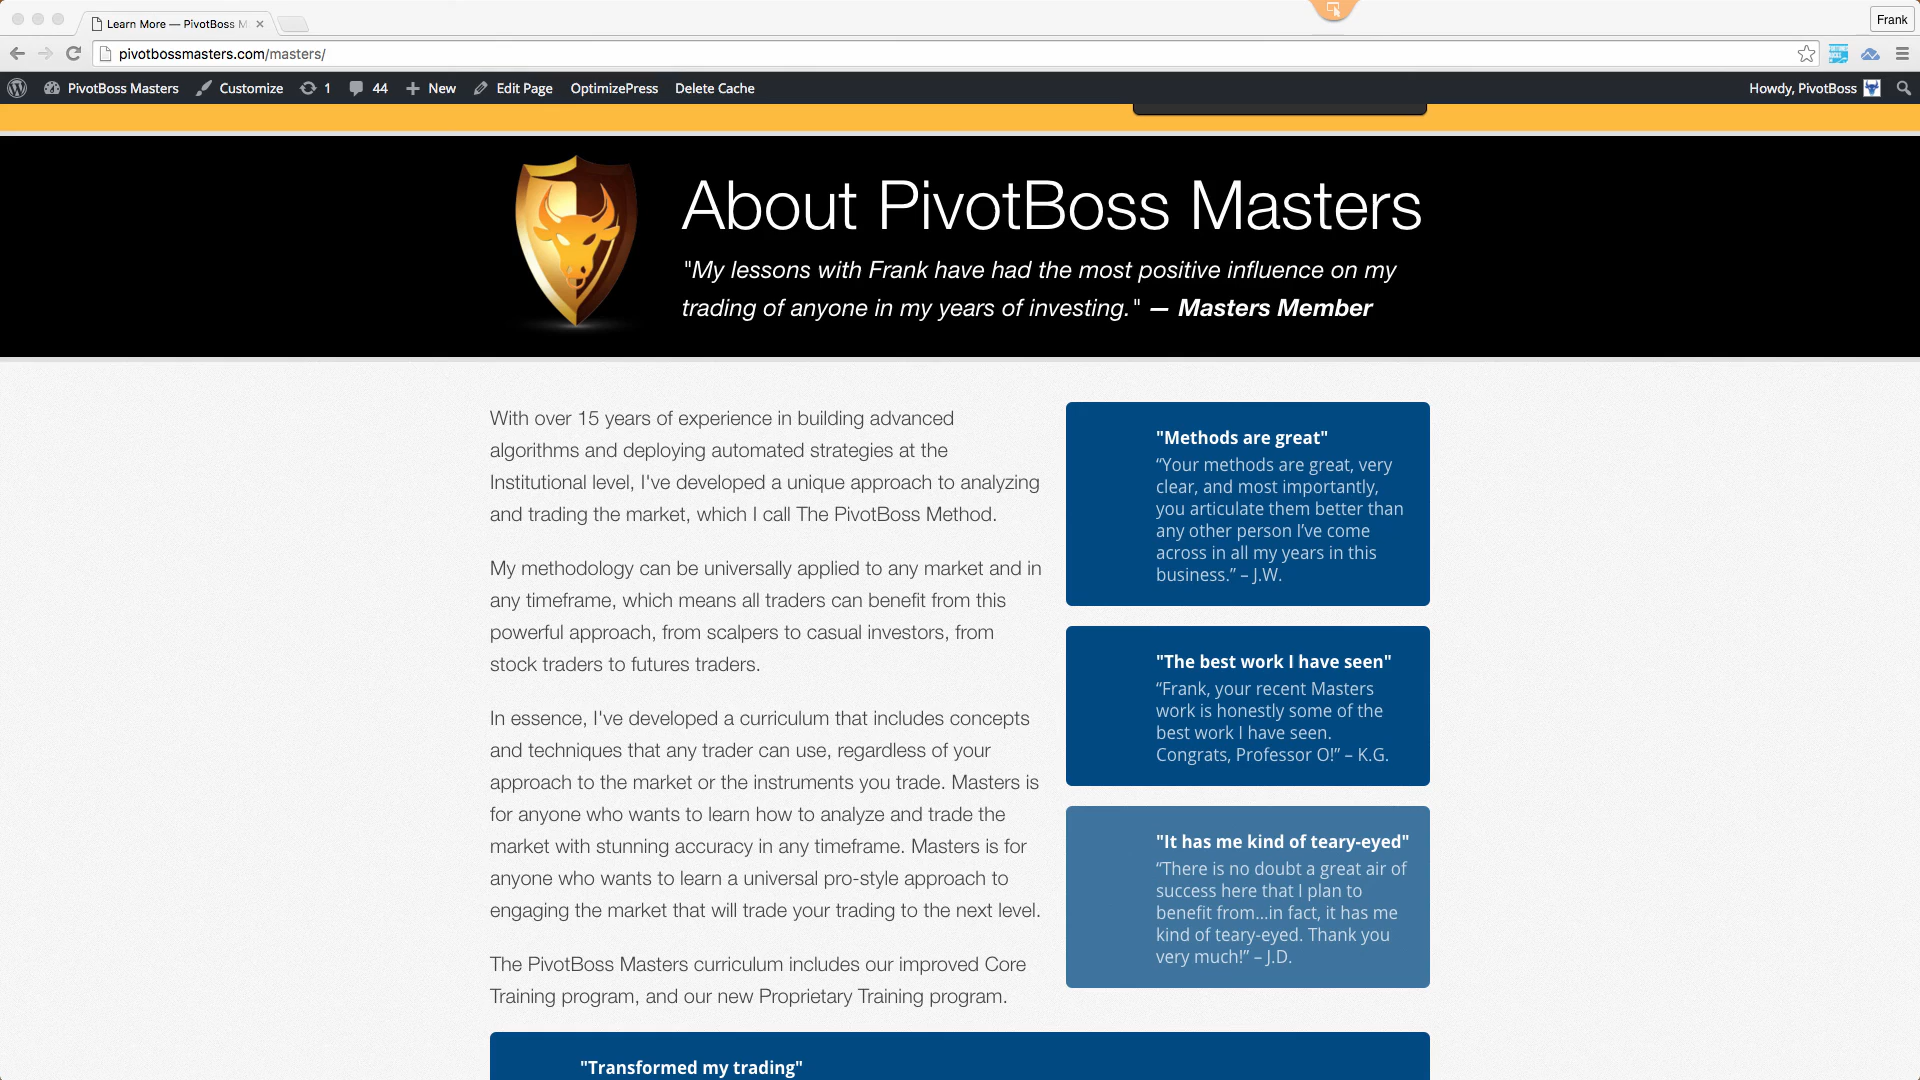 Learn More — PivotBoss M
Frank
pivotbossmasters.com/masters/
PivotBoss Masters Customize 1 44 New Edit Page OptimizePress Delete Cache Howdy, PivotBoss
About PivotBoss Masters
"My lessons with Frank have had the most positive influence on my
trading of anyone in my years of investing." — Masters Member
With over 15 years of experience in building advanced
algorithms and deploying automated strategies at the
Institutional level, I've developed a unique approach to analyzing
and trading the market, which I call The PivotBoss Method.
My methodology can be universally applied to any market and in
any timeframe, which means all traders can benefit from this
powerful approach, from scalpers to casual investors, from
stock traders to futures traders.
In essence, I've developed a curriculum that includes concepts
and techniques that any trader can use, regardless of your
approach to the market or the instruments you trade. Masters is
for anyone who wants to learn how to analyze and trade the
market with stunning accuracy in any timeframe. Masters is for
anyone who wants to learn a universal pro-style approach to
engaging the market that will trade your trading to the next level.
The PivotBoss Masters curriculum includes our improved Core
Training program, and our new Proprietary Training program.
"Methods are great"
“Your methods are great, very
clear, and most importantly,
you articulate them better than
any other person I’ve come
across in all my years in this
business.” – J.W.
"The best work I have seen"
“Frank, your recent Masters
work is honestly some of the
best work I have seen.
Congrats, Professor O!” – K.G.
"It has me kind of teary-eyed"
“There is no doubt a great air of
success here that I plan to
benefit from...in fact, it has me
kind of teary-eyed. Thank you
very much!” – J.D.
"Transformed my trading"